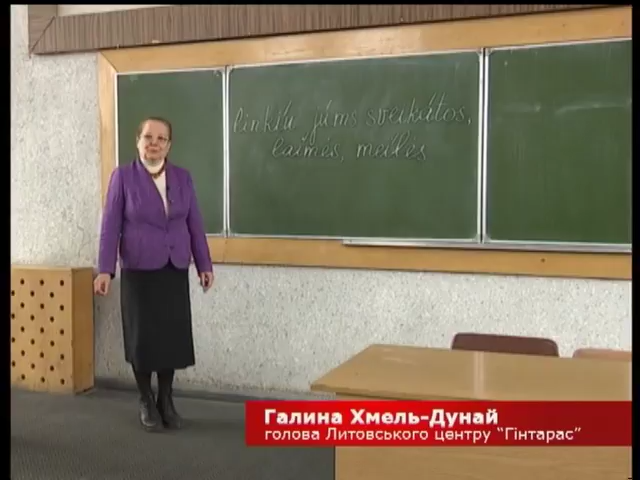 Linkiu jums sveikatos,
laimės, meilės
Галина Хмель-Дунай
голова Литовського центру “Гінтарас”